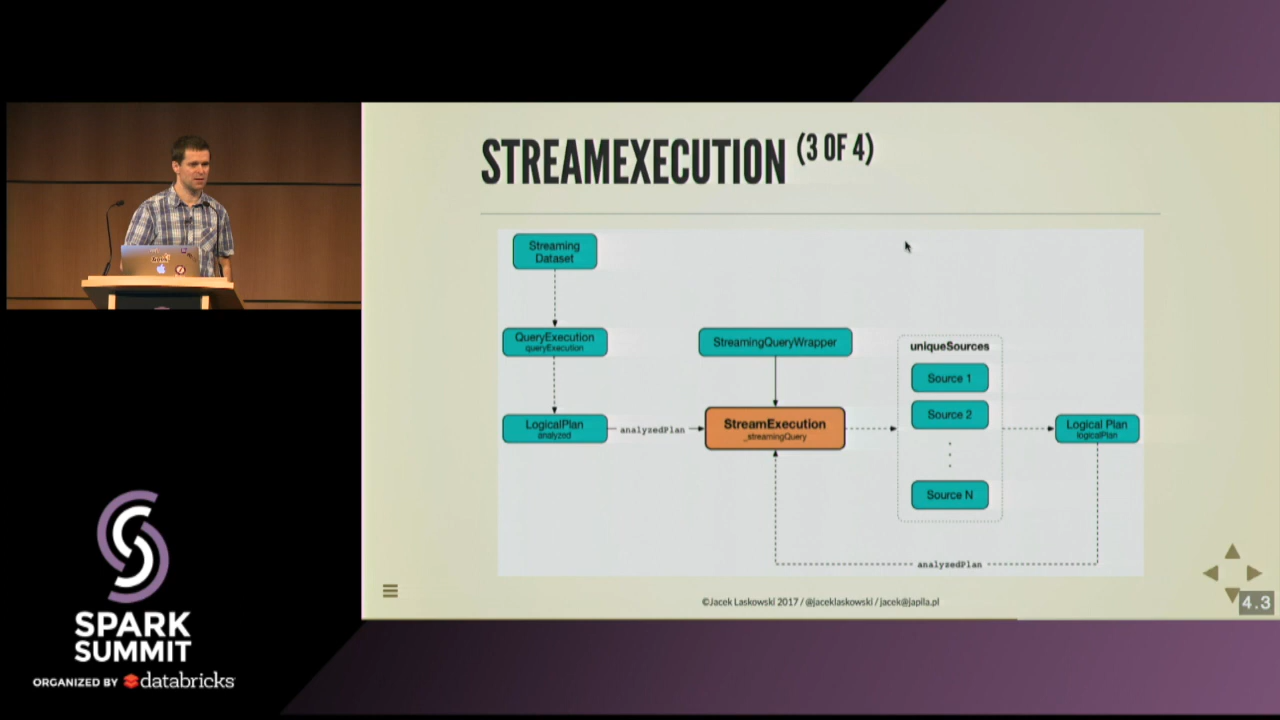 STREAMEXECUTION (3 OF 4)
Streaming
Dataset
QueryExecution
queryExecution
StreamingQueryWrapper
uniqueSources
Source 1
Source 2
Source N
LogicalPlan
analyzed
analyzedPlan
StreamExecution
_streamingQuery
Logical Plan
logicalPlan
analyzedPlan
©Jacek Laskowski 2017 / @jaceklaskowski / jacek@japila.pl
4.3
SPARK
SUMMIT
ORGANIZED BY databricks